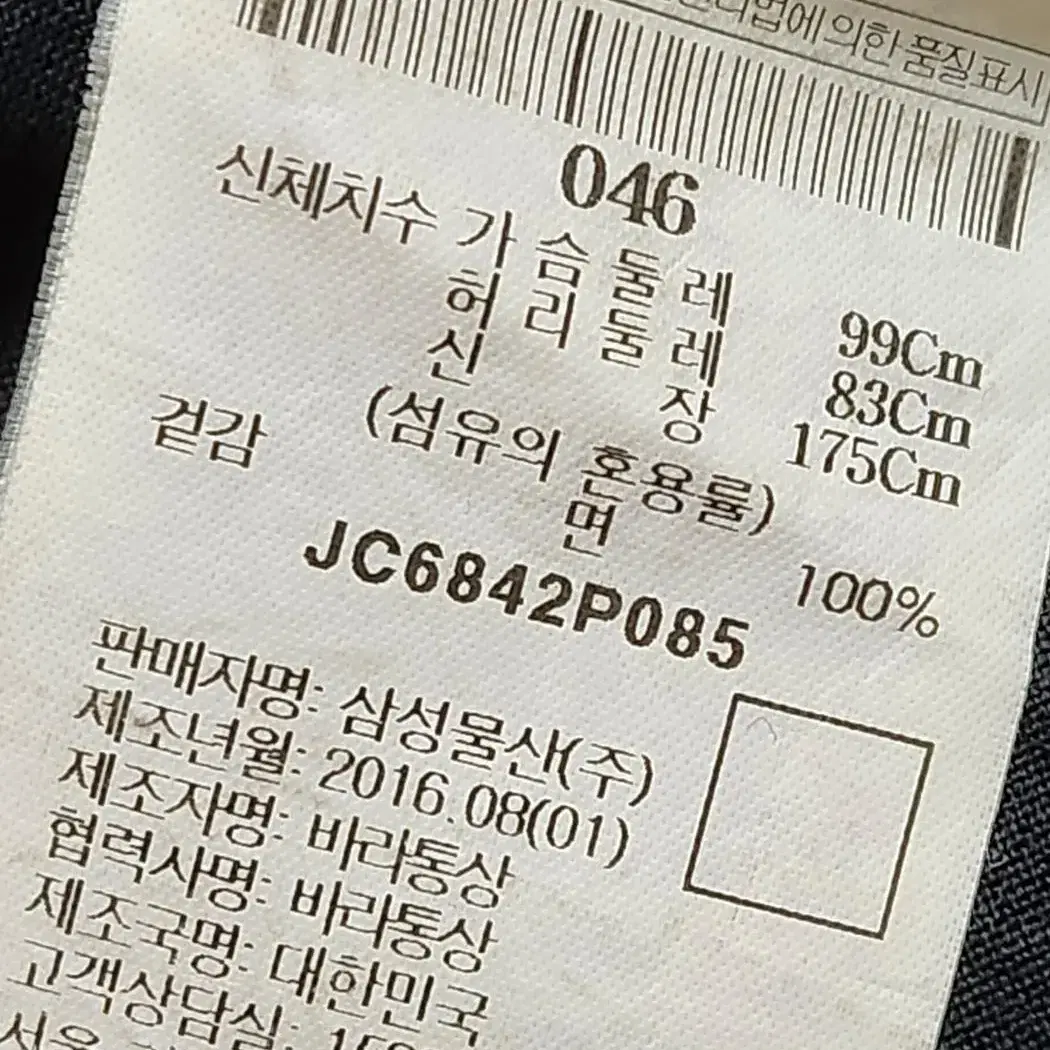 법에 의한 품질표시
046
신체치수 가 슴 둘 레 99Cm
허 리 둘 레 83Cm
신 장 175Cm
(섬유의 혼용률)
겉감 면 100%
JC6842P085
판매자명: 삼성물산(주)
제조년월: 2016.08(01)
제조자명: 바라통상
협력사명: 바라통상
제조국명: 대한민국
고객상담실:
서울